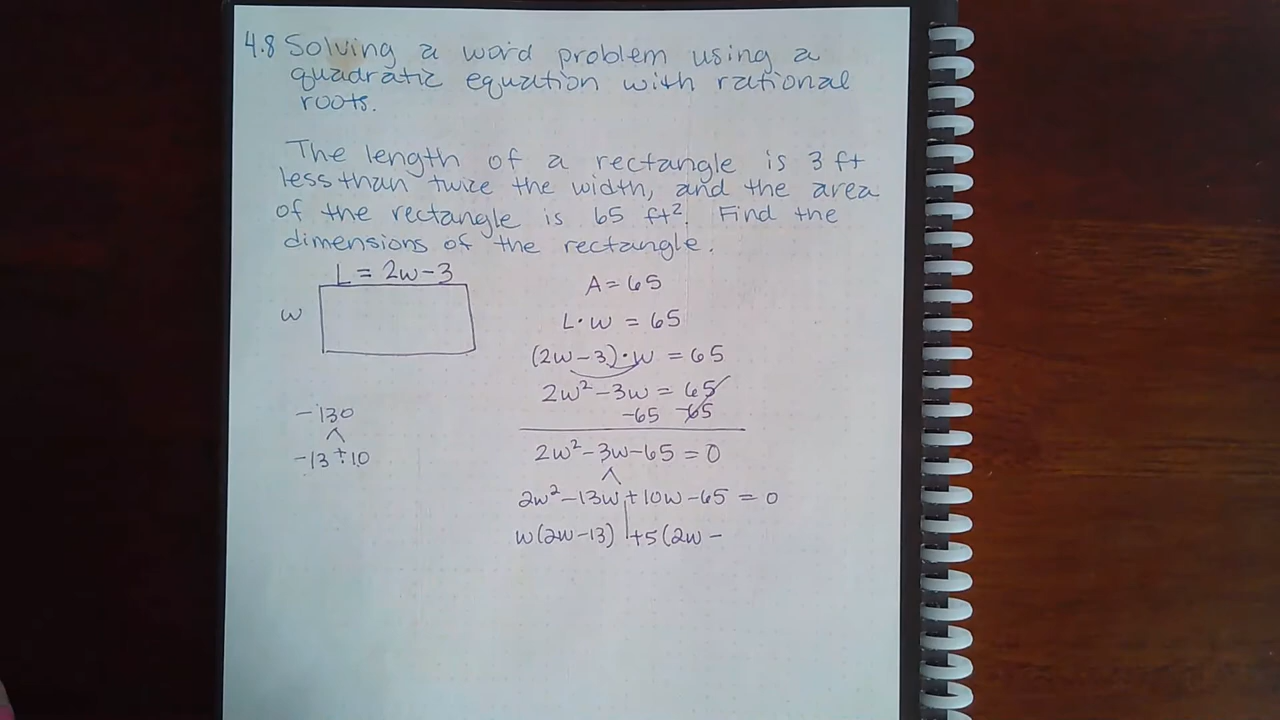 4.8 Solving a word problem using a
quadratic equation with rational
roots.
The length of a rectangle is 3 ft
less than twice the width, and the area
of the rectangle is 65 ft². Find the
dimensions of the rectangle.
L = 2w-3
w
A = 65
L·w = 65
(2w-3)·w = 65
2w² - 3w = 65
-65 -65
2w² - 3w - 65 = 0
-130
-13 + 10
2w² - 13w + 10w - 65 = 0
w(2w-13) +5(2w -